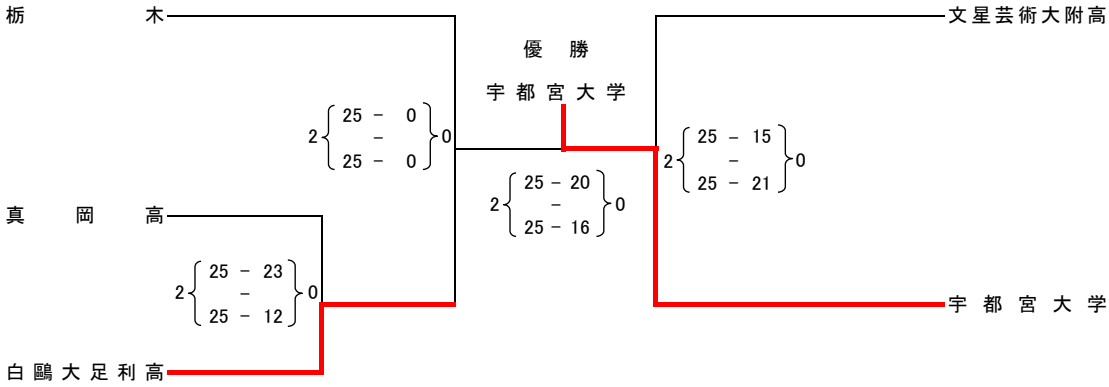 栃木
文星芸術大附高
優勝
宇都宮大学
2 { 25 - 0 } 0
-
25 - 0
2 { 25 - 15 } 0
-
25 - 21
2 { 25 - 20 } 0
-
25 - 16
真岡高
2 { 25 - 23 } 0
-
25 - 12
宇都宮大学
白鷗大足利高